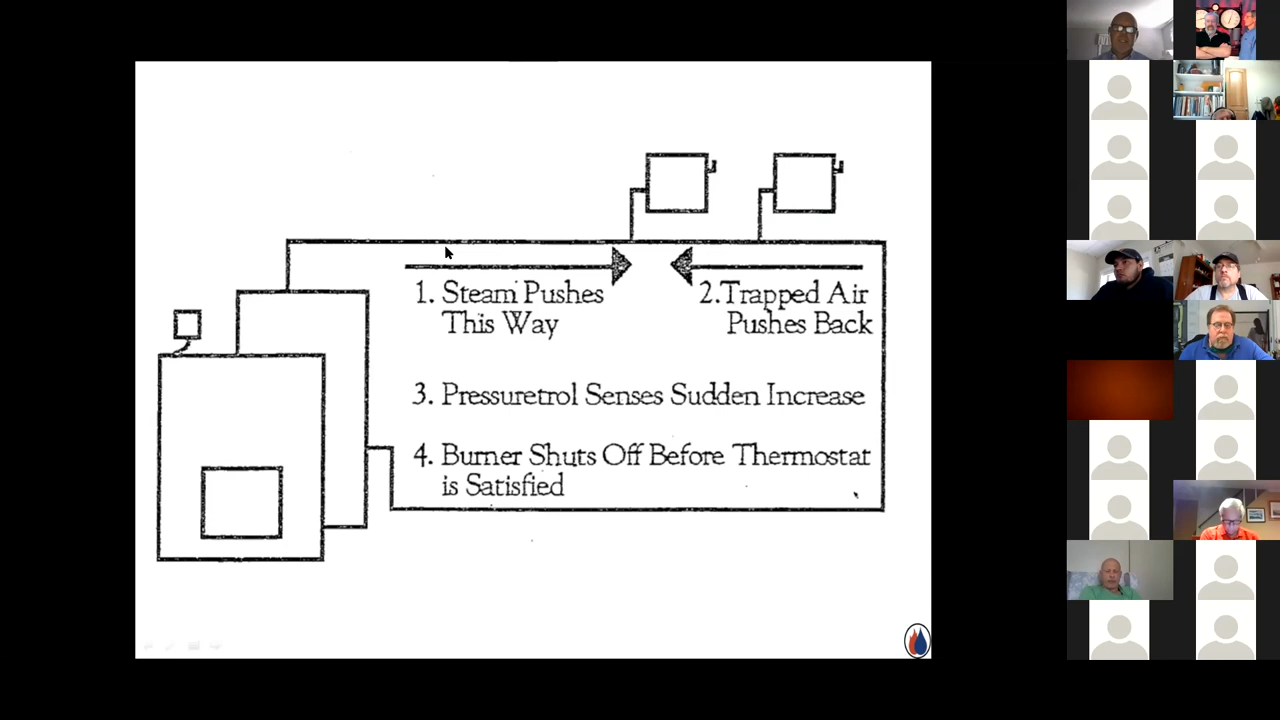 1. Steam Pushes
This Way
2.Trapped Air
Pushes Back
3. Pressuretrol Senses Sudden Increase
4. Burner Shuts Off Before Thermostat
is Satisfied